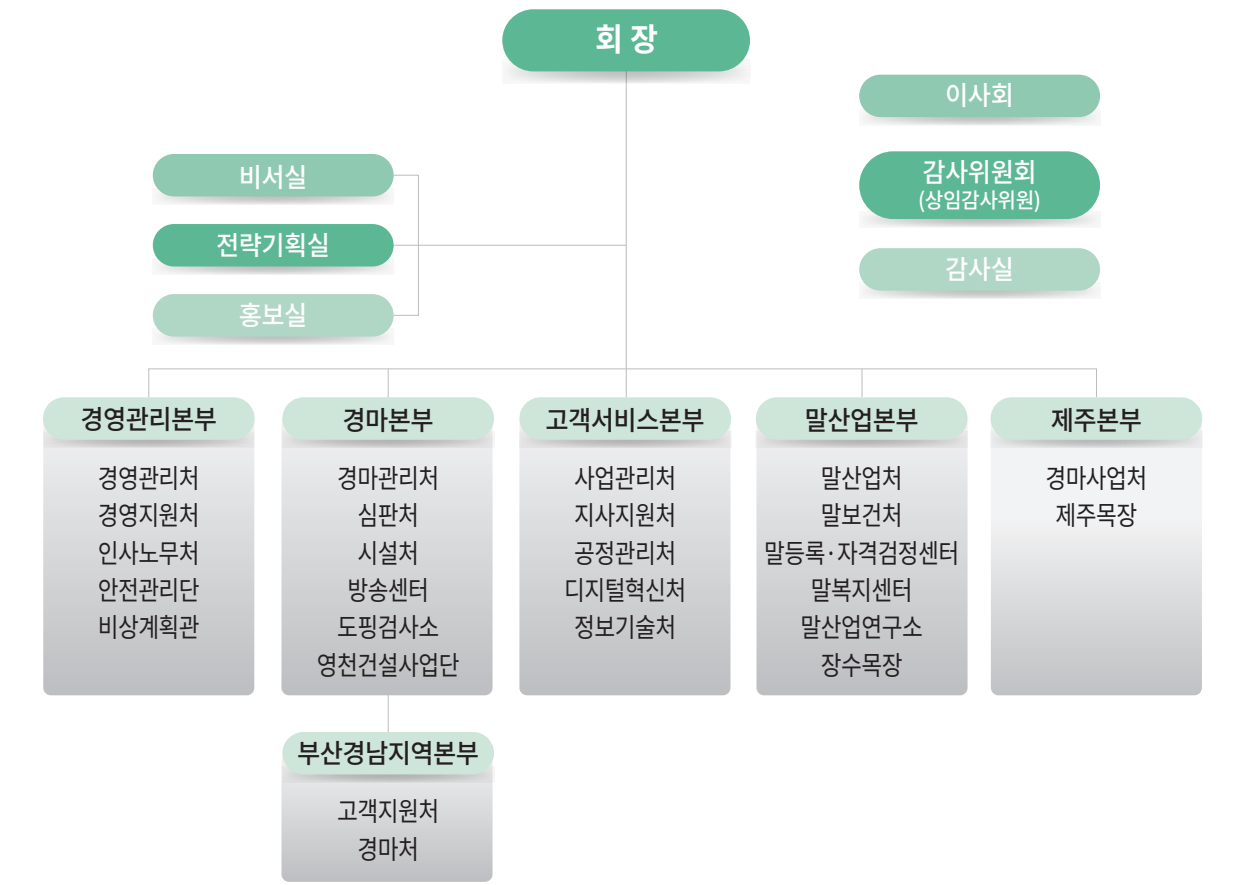 회 장
이사회
감사위원회
(상임감사위원)
감사실
비서실
전략기획실
홍보실
경영관리본부
경영관리처
경영지원처
인사노무처
안전관리단
비상계획관
경마본부
경마관리처
심판처
시설처
방송센터
도핑검사소
영천건설사업단
부산경남지역본부
고객지원처
경마처
고객서비스본부
사업관리처
지사지원처
공정관리처
디지털혁신처
정보기술처
말산업본부
말산업처
말보건처
말등록·자격검정센터
말복지센터
말산업연구소
장수목장
제주본부
경마사업처
제주목장